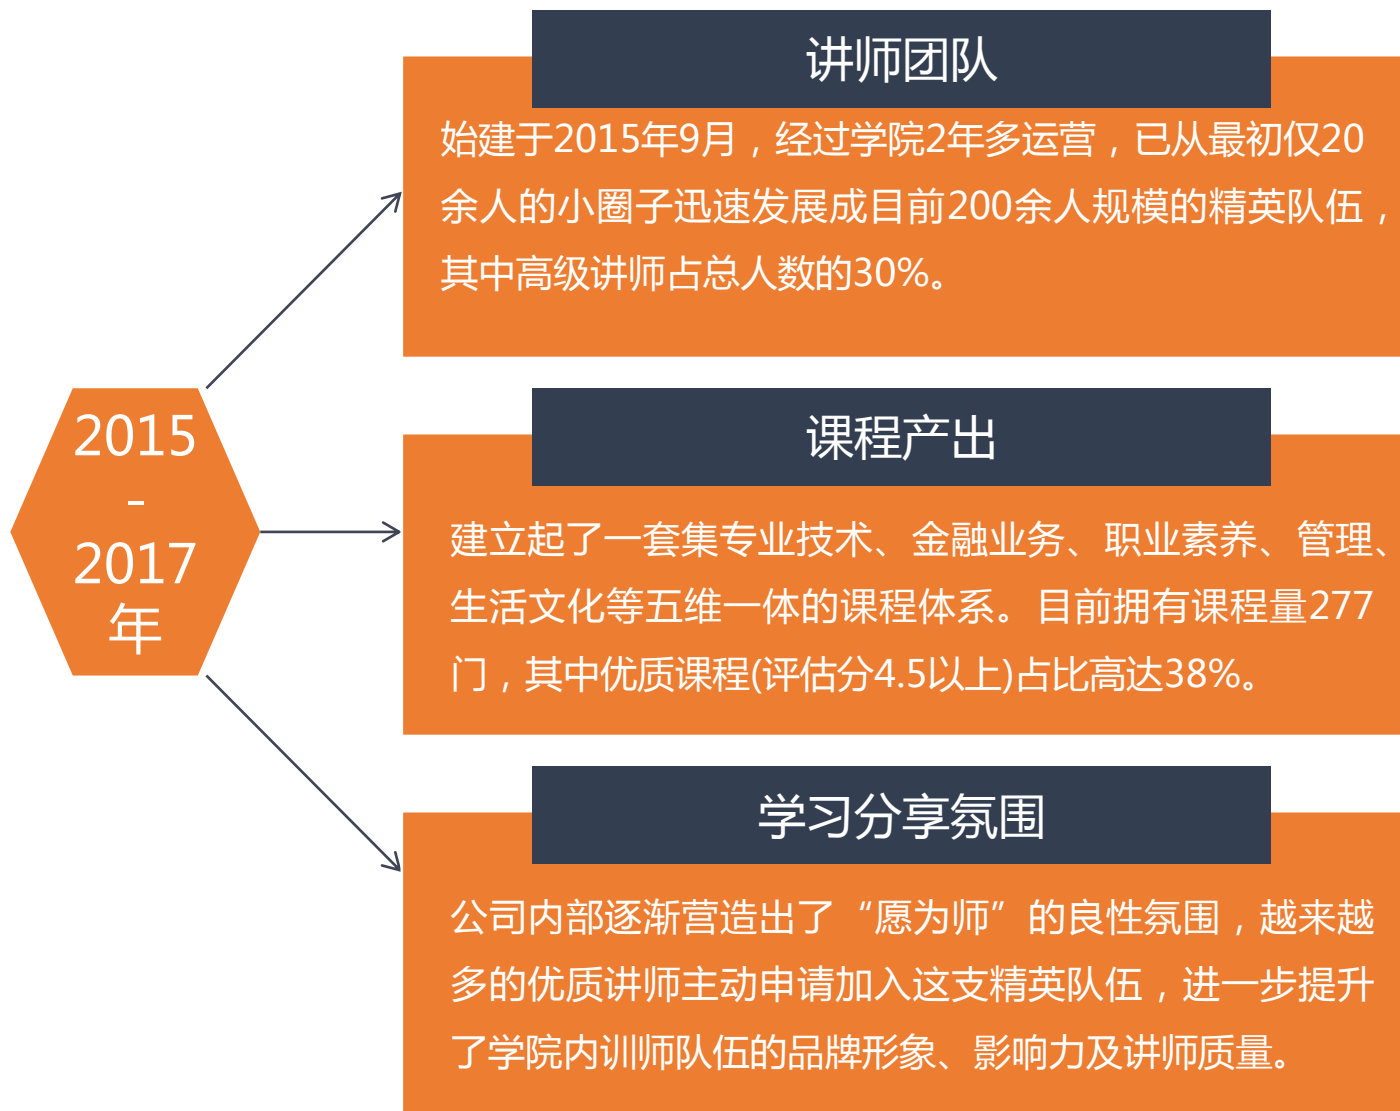 讲师团队
始建于2015年9月，经过学院2年多运营，已从最初仅20
余人的小圈子迅速发展成目前200余人规模的精英队伍，
其中高级讲师占总人数的30%。
2015
-
2017
年
课程产出
建立起了一套集专业技术、金融业务、职业素养、管理、
生活文化等五维一体的课程体系。目前拥有课程量277
门，其中优质课程(评估分4.5以上)占比高达38%。
学习分享氛围
公司内部逐渐营造出了“愿为师”的良性氛围，越来越
多的优质讲师主动申请加入这支精英队伍，进一步提升
了学院内训师队伍的品牌形象、影响力及讲师质量。